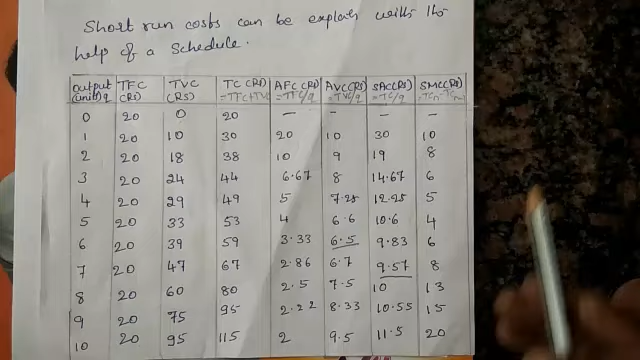 Short run costs can be explain with the
help of a Schedule.
output (units) q TFC (RS) TVC (RS) TC (RS) =TFC+TVC AFC (RS) =TFC/q AVC (RS) =TVC/q SAC (RS) =TC/q SMC (RS) =TCn-TCn-1
0 20 0 20 – – – –
1 20 10 30 20 10 30 10
2 20 18 38 10 9 19 8
3 20 24 44 6.67 8 14.67 6
4 20 29 49 5 7.25 12.25 5
5 20 33 53 4 6.6 10.6 4
6 20 39 59 3.33 6.5 9.83 6
7 20 47 67 2.86 6.7 9.57 8
8 20 60 80 2.5 7.5 10 13
9 20 75 95 2.22 8.33 10.55 15
10 20 95 115 2 9.5 11.5 20